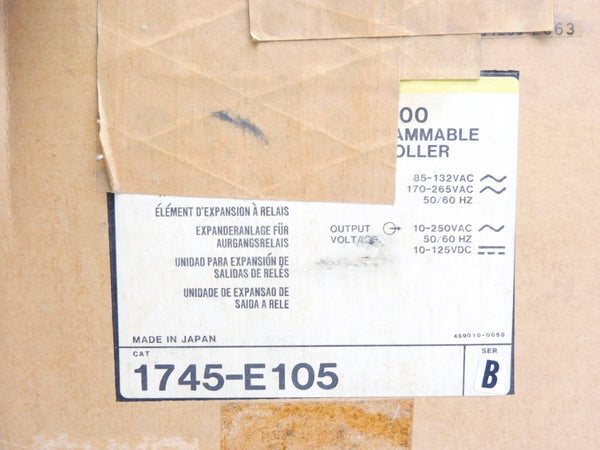 063
00
AMMABLE
OLLER
85-132VAC
170-265VAC
50/60 HZ
ÉLÉMENT D'EXPANSION À RELAIS
EXPANDERANLAGE FÜR
AURGANGSRELAIS
UNIDAD PARA EXPANSIÓN DE
SALIDAS DE RELÉS
UNIDADE DE EXPANSAO DE
SAIDA A RELE
OUTPUT
VOLTAGE
10-250VAC
50/60 HZ
10-125VDC
MADE IN JAPAN
459010-0050
CAT
1745-E105
SER
B